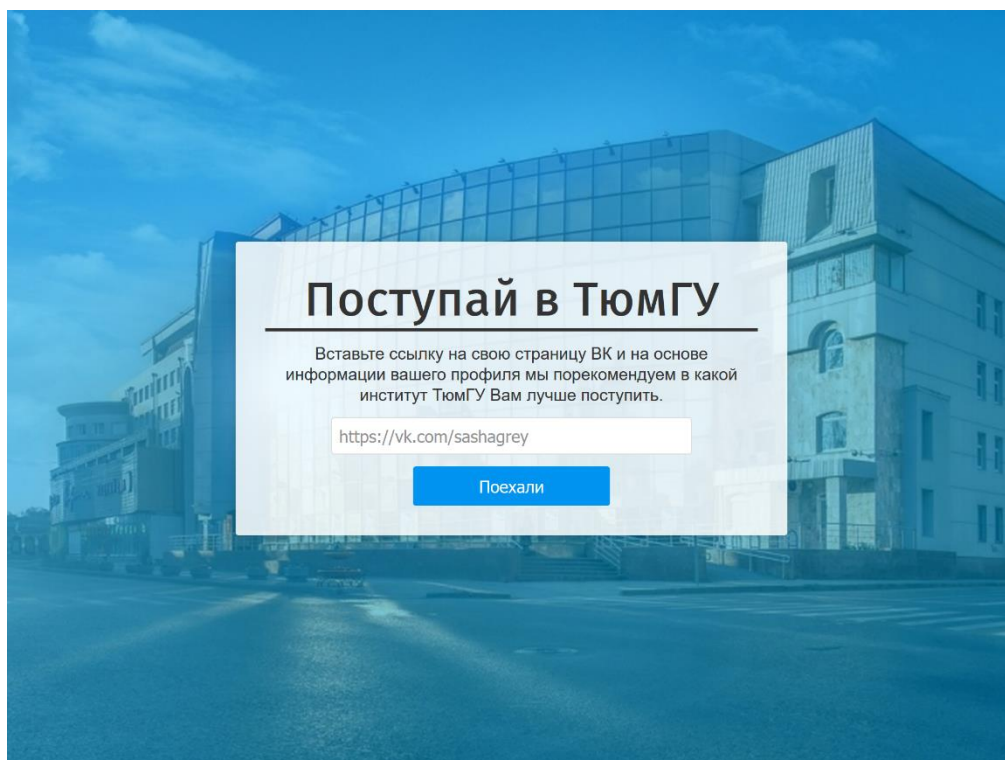 Поступай в ТюмГУ
Вставьте ссылку на свою страницу ВК и на основе
информации вашего профиля мы порекомендуем в какой
институт ТюмГУ Вам лучше поступить.
https://vk.com/sashagrey
Поехали